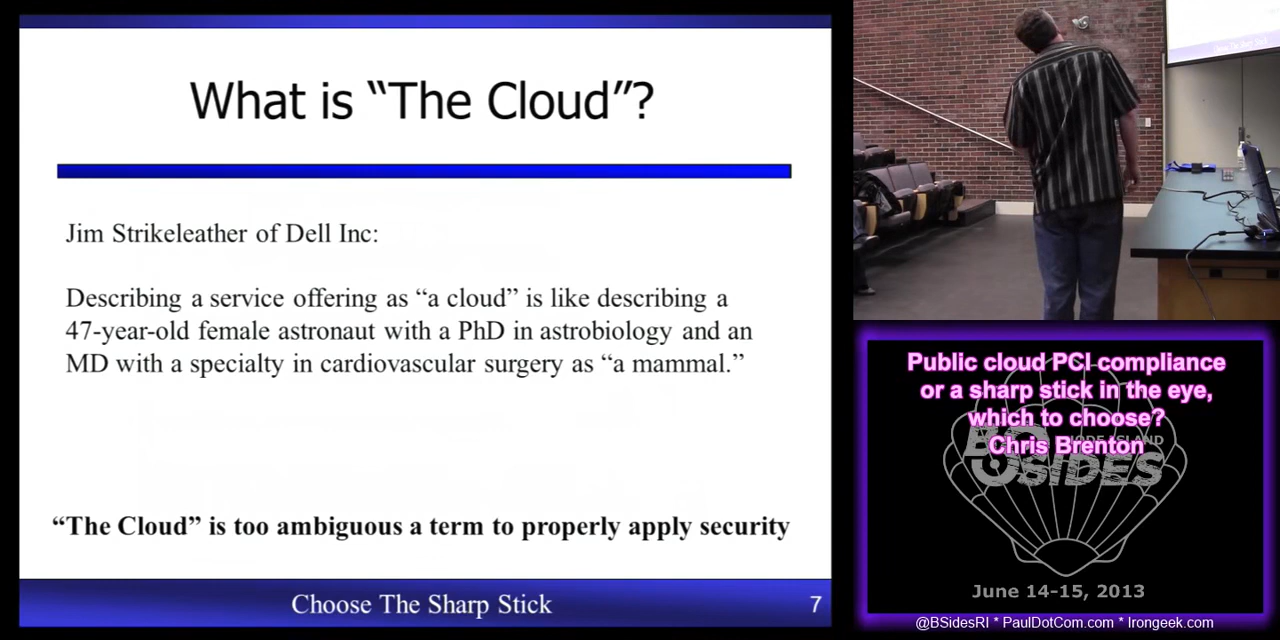 What is “The Cloud”?
Jim Strikeleather of Dell Inc:
Describing a service offering as “a cloud” is like describing a
47-year-old female astronaut with a PhD in astrobiology and an
MD with a specialty in cardiovascular surgery as “a mammal.”
“The Cloud” is too ambiguous a term to properly apply security
Choose The Sharp Stick
7
Public cloud PCI compliance
or a sharp stick in the eye,
which to choose?
Chris Brenton
BSIDES
June 14-15, 2013
@BSidesRI * PaulDotCom.com * Irongeek.com